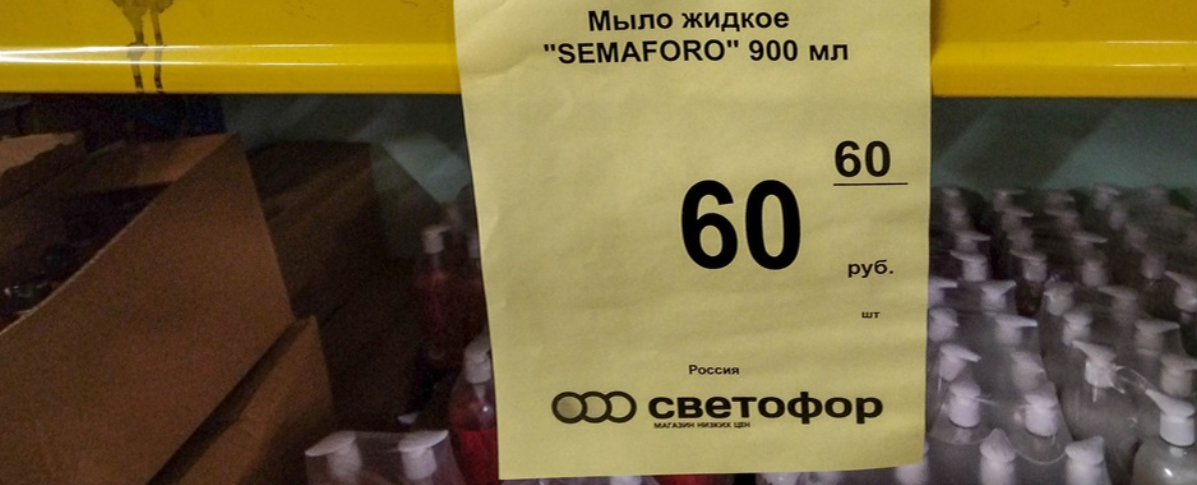 Мыло жидкое
"SEMAFORO" 900 мл
60
60
руб.
шт
Россия
светофор
МАГАЗИН НИЗКИХ ЦЕН